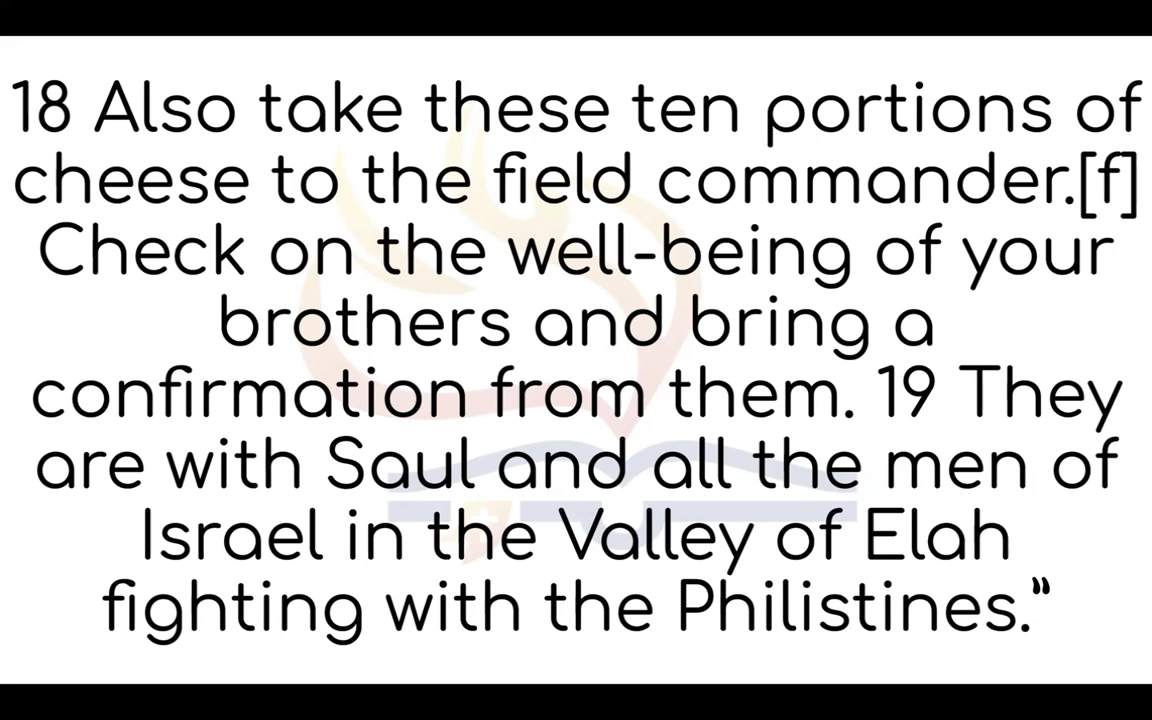 18 Also take these ten portions of
cheese to the field commander.[f]
Check on the well-being of your
brothers and bring a
confirmation from them. 19 They
are with Saul and all the men of
Israel in the Valley of Elah
fighting with the Philistines.”